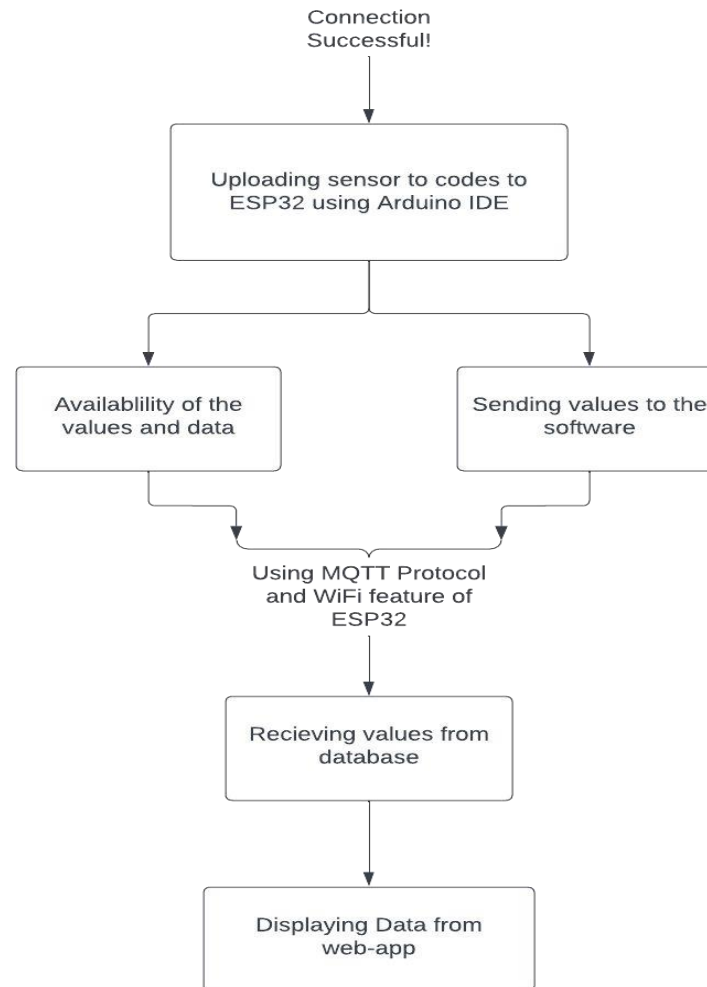 Connection
Successful!
Uploading sensor to codes to
ESP32 using Arduino IDE
Availablility of the
values and data
Sending values to the
software
Using MQTT Protocol
and WiFi feature of
ESP32
Recieving values from
database
Displaying Data from
web-app